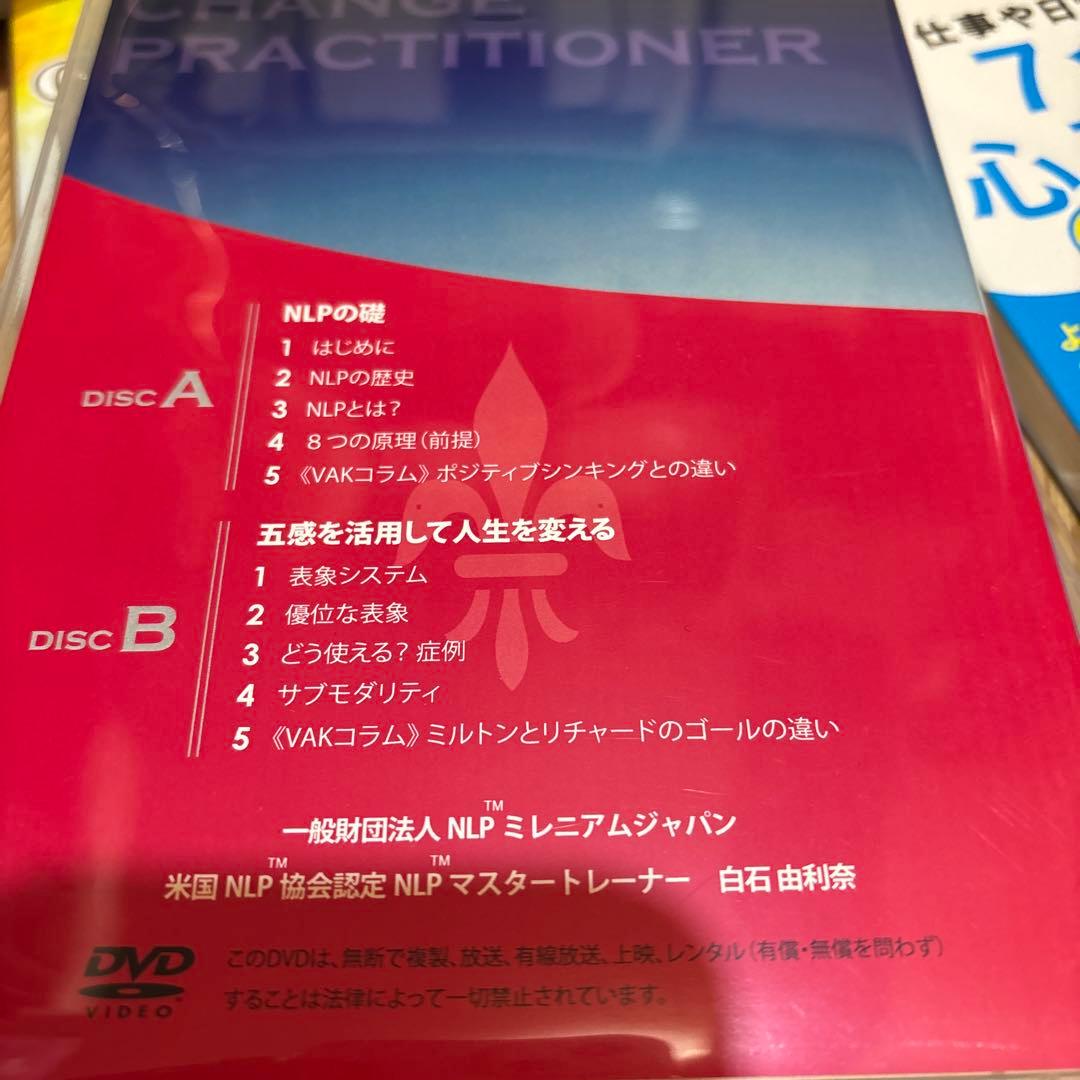 CHANGE
PRACTITIONER
仕事や日
心
DISC A
NLPの礎
1 はじめに
2 NLPの歴史
3 NLPとは?
4 8つの原理(前提)
5 《VAKコラム》ポジティブシンキングとの違い
DISC B
五感を活用して人生を変える
1 表象システム
2 優位な表象
3 どう使える? 症例
4 サブモダリティ
5 《VAKコラム》ミルトンとリチャードのゴールの違い
一般財団法人 NLP™ ミレニアムジャパン
米国 NLP™ 協会認定 NLP™ マスタートレーナー 白石 由利奈
DVD
VIDEO
このDVDは、無断で複製、放送、有線放送、上映、レンタル(有償・無償を問わず)
することは法律によって一切禁止されています。